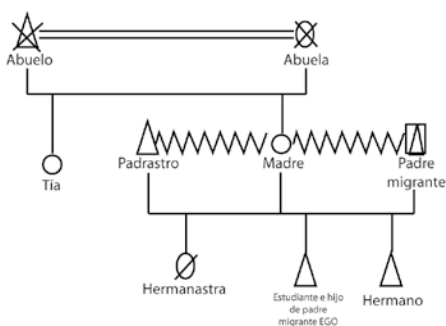 Abuelo
Abuela
Tía
Padrastro
Madre
Padre
migrante
Hermanastra
Estudiante e hijo
de padre
migrante EGO
Hermano